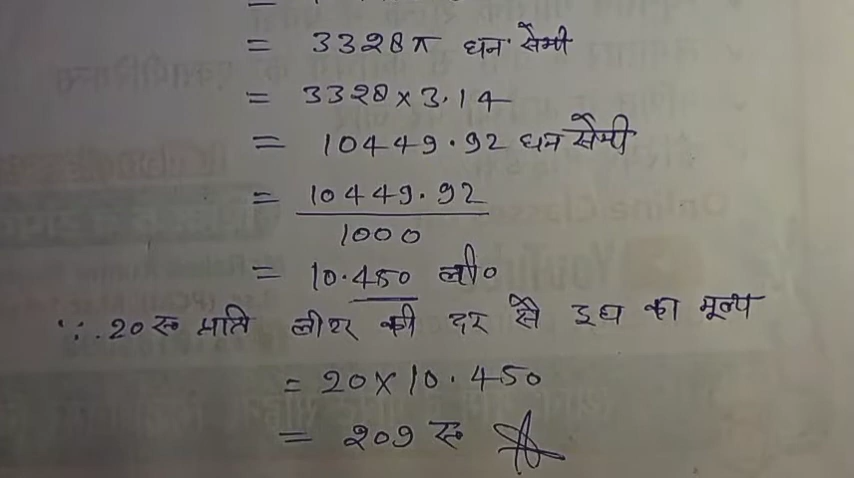 = 3328π घन सेमी
= 3328 × 3.14
= 10449.92 घन सेमी
= 10449.92
1000
= 10.450 ली०
∵ 20 रू प्रति लीटर की दर से दूध का मूल्य
= 20 × 10.450
= 209 रू